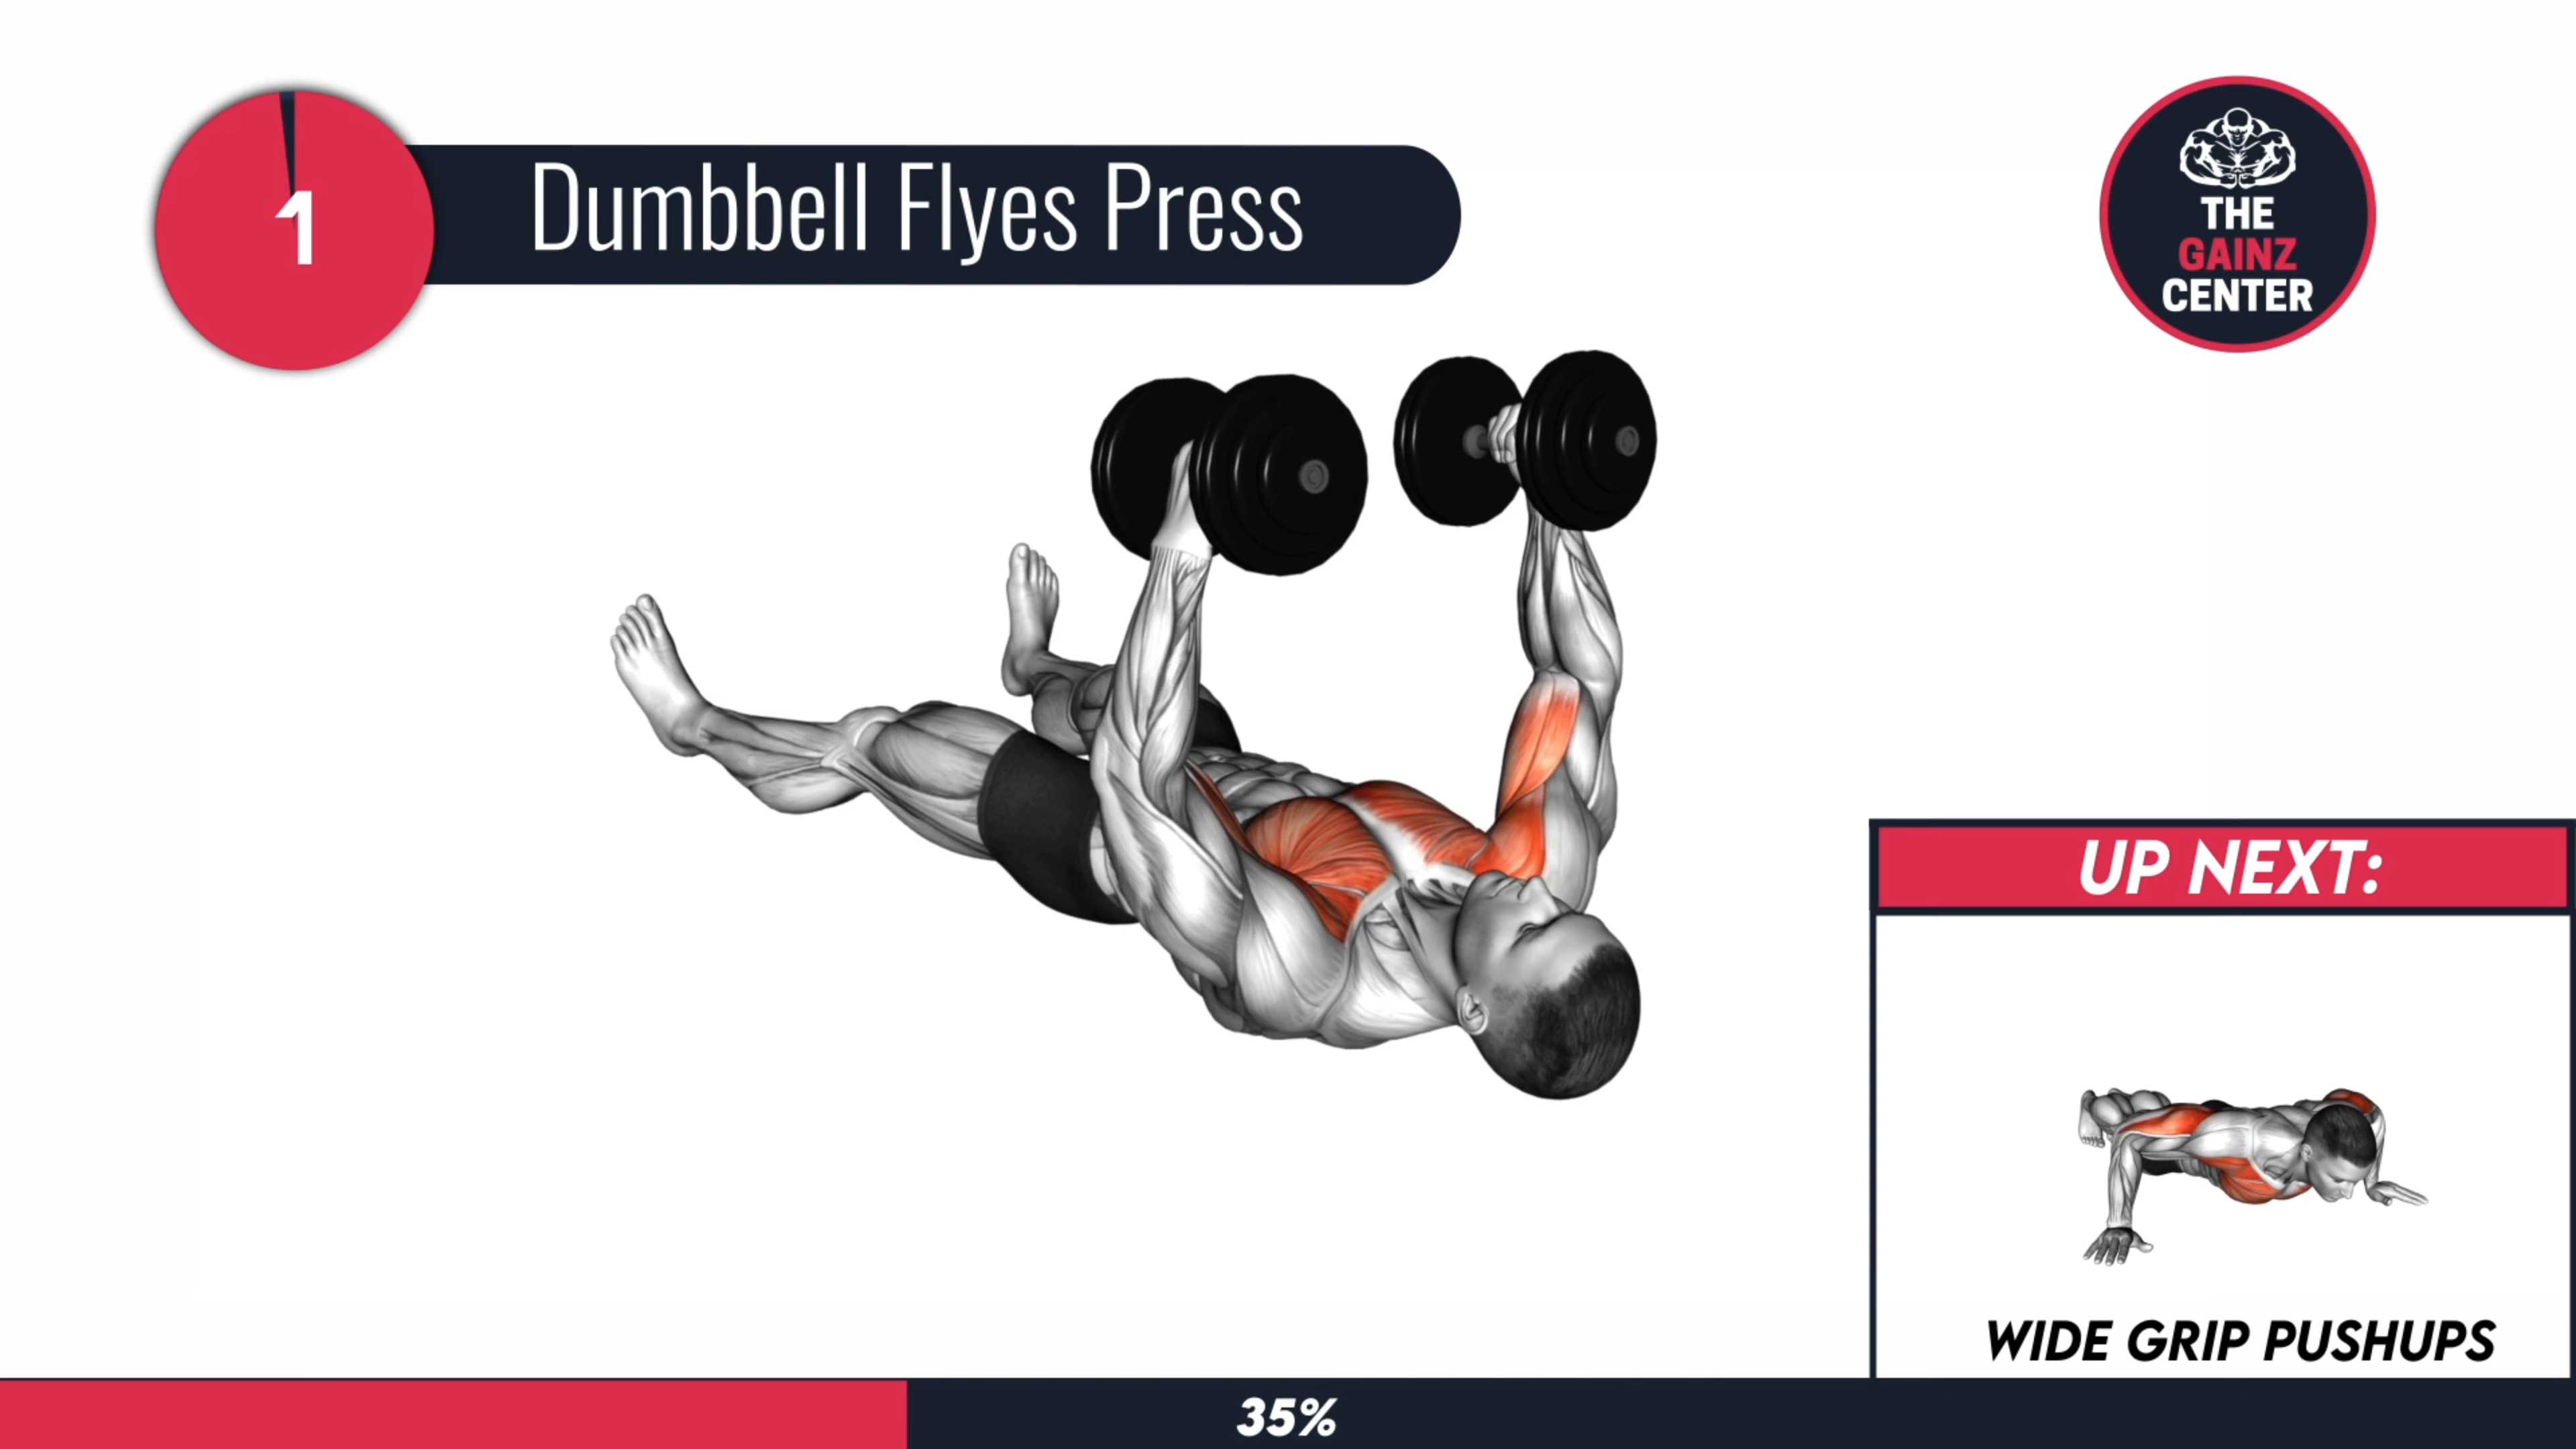 1
Dumbbell Flyes Press
THE
GAINZ
CENTER
UP NEXT:
WIDE GRIP PUSHUPS
35%